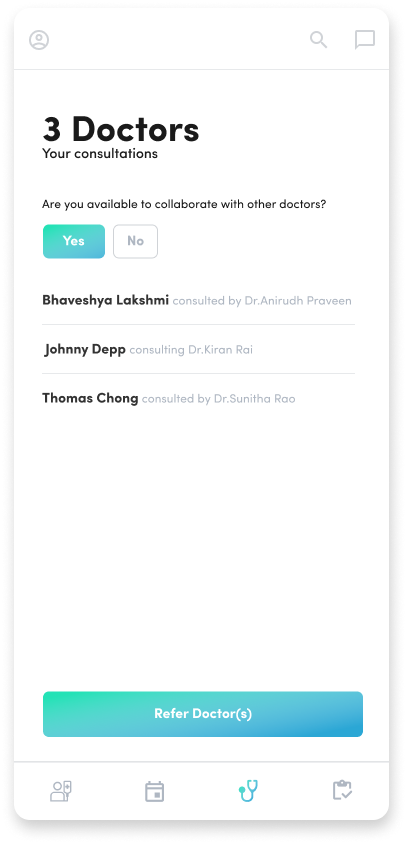 3 Doctors
Your consultations
Are you available to collaborate with other doctors?
Yes No
Bhaveshya Lakshmi consulted by Dr.Anirudh Praveen
Johnny Depp consulting Dr.Kiran Rai
Thomas Chong consulted by Dr.Sunitha Rao
Refer Doctor(s)